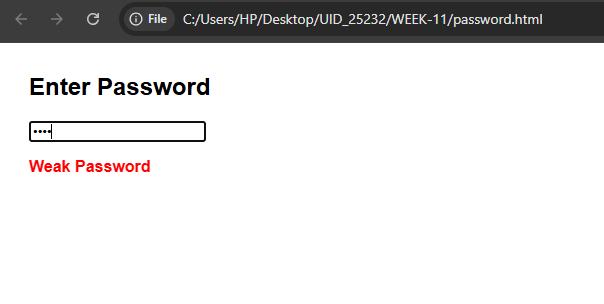 File C:/Users/HP/Desktop/UID_25232/WEEK-11/password.html
Enter Password
••••
Weak Password